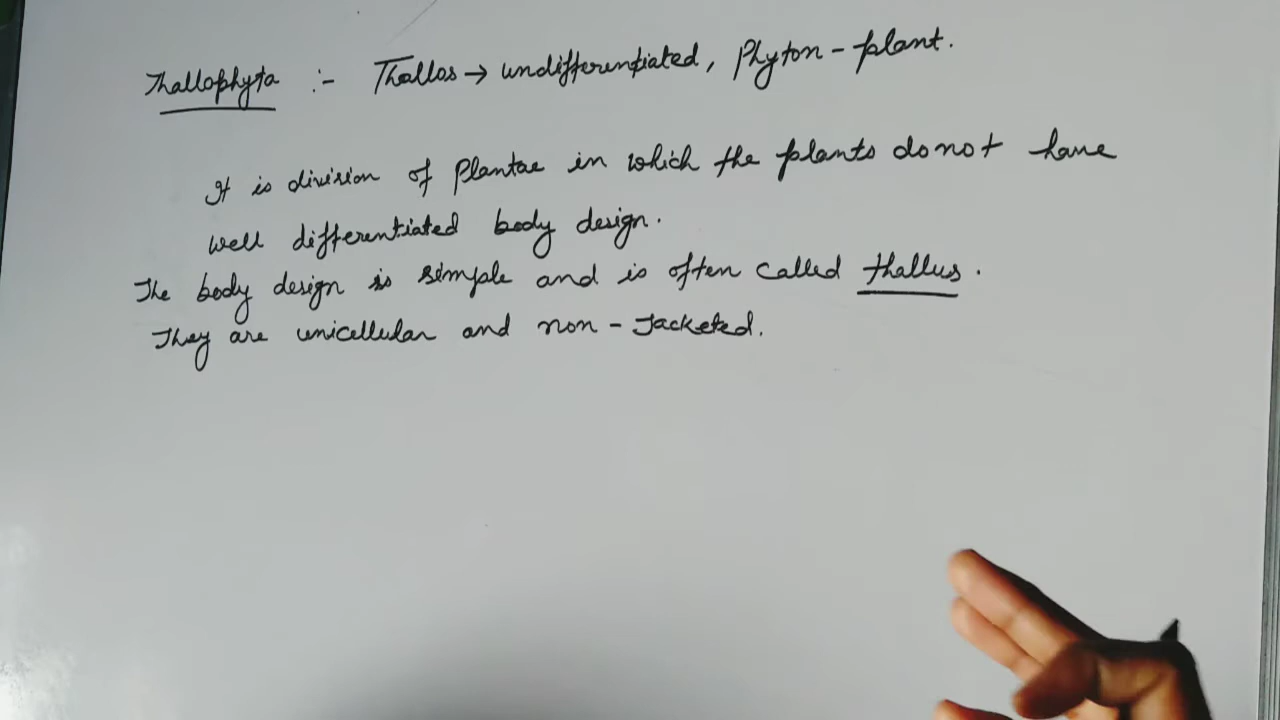 Thallophyta :- Thallos → undifferentiated, Phyton - plant.
It is division of Plantae in which the plants donot have
well differentiated body design.
The body design is simple and is often called thallus.
They are unicellular and non - Jacketed.